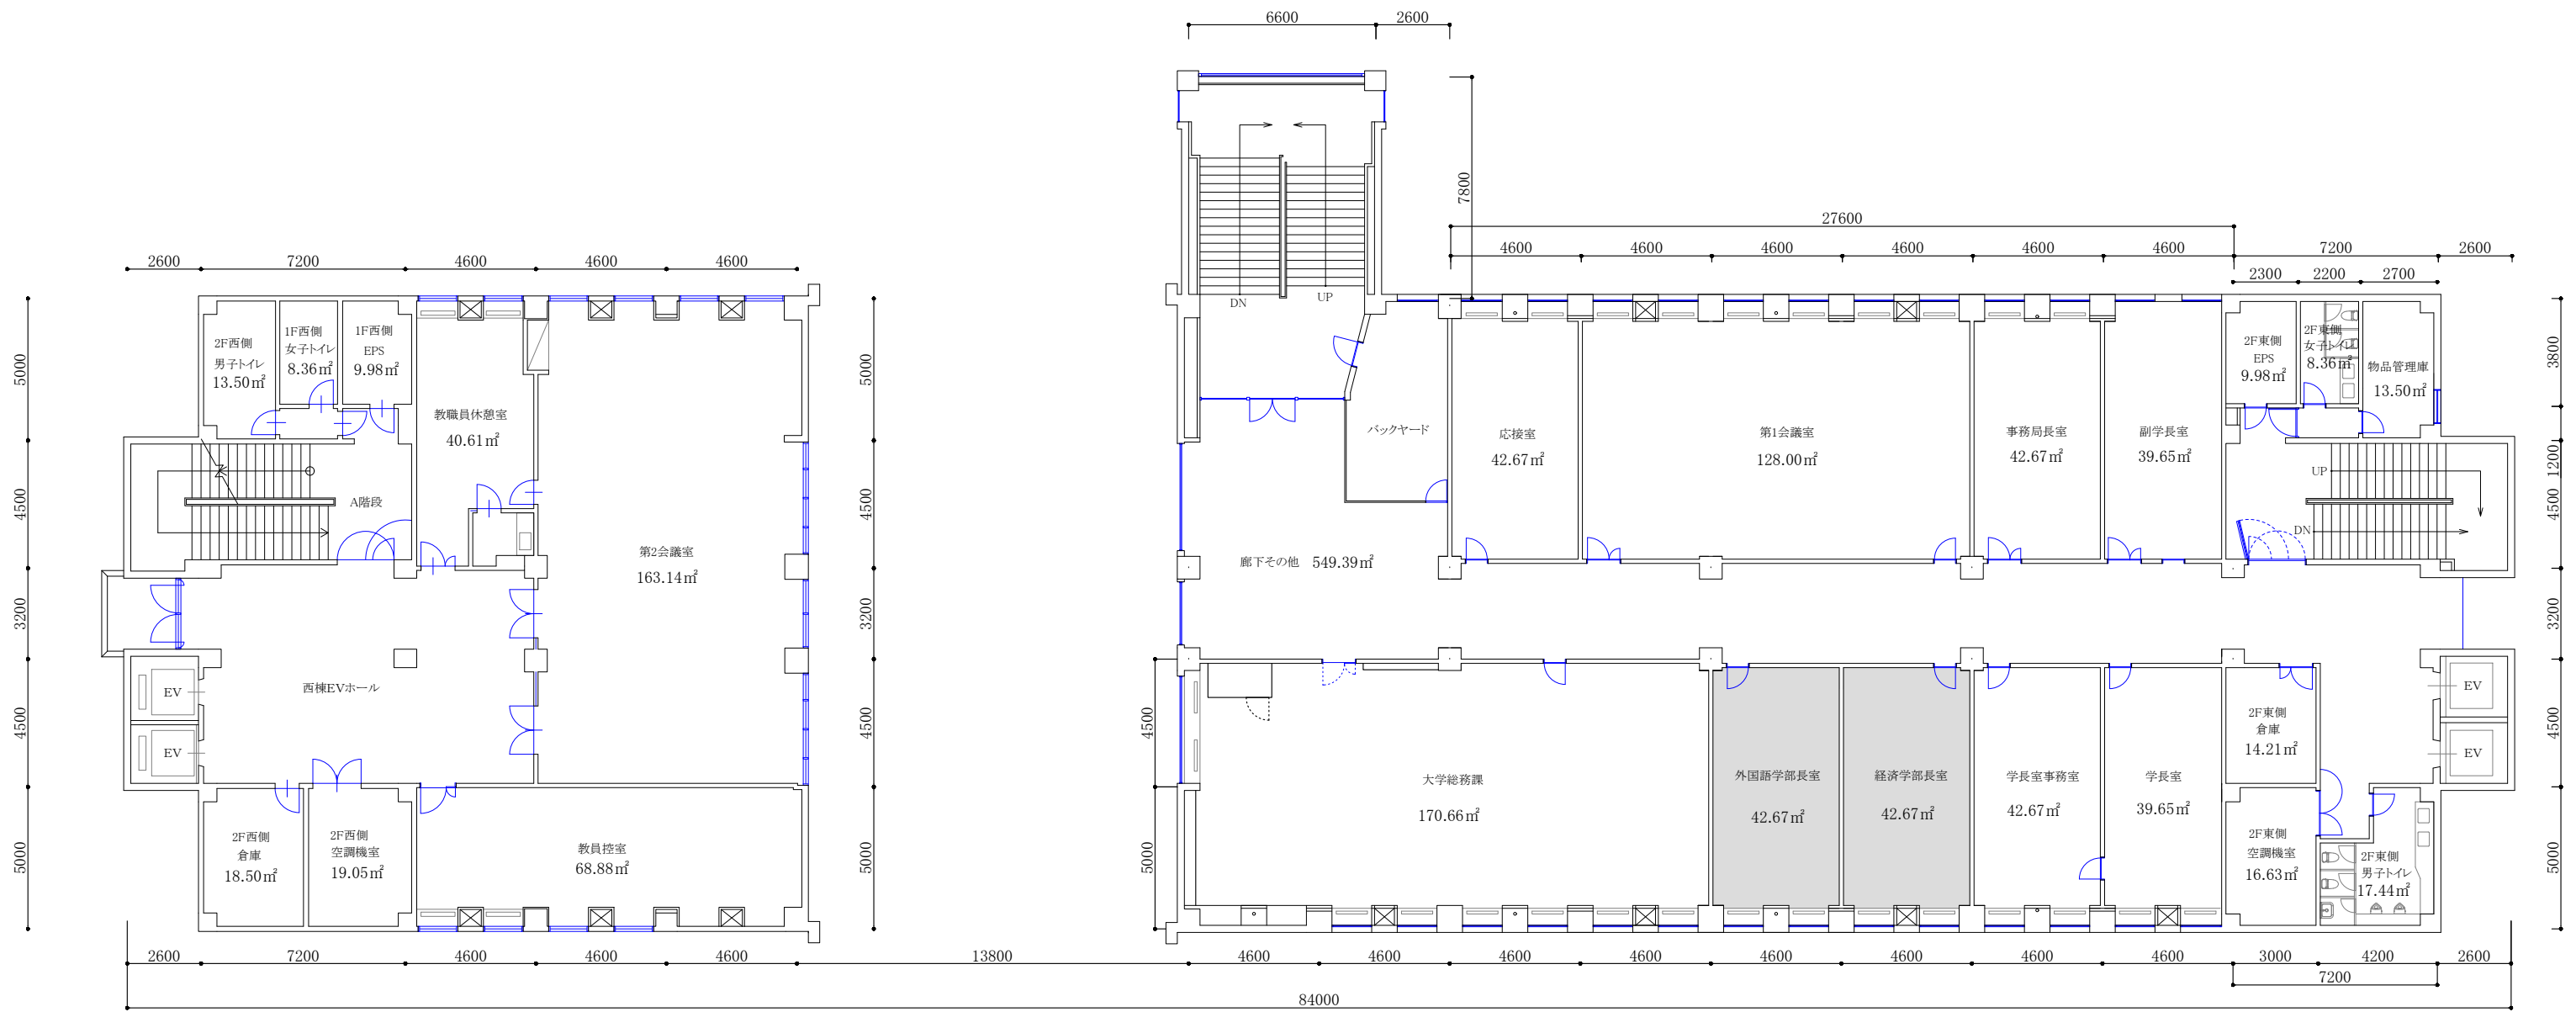 6600
2600
7800
27600
4600
4600
4600
4600
4600
4600
7200
2600
2300
2200
2700
2600
7200
4600
4600
4600
5000
4500
3200
4500
5000
2F西側
男子トイレ
13.50㎡
1F西側
女子トイレ
8.36㎡
1F西側
EPS
9.98㎡
教職員休憩室
40.61㎡
A階段
第2会議室
163.14㎡
西棟EVホール
EV
EV
2F西側
倉庫
18.50㎡
2F西側
空調機室
19.05㎡
教員控室
68.88㎡
5000
4500
3200
4500
5000
DN
UP
バックヤード
応接室
42.67㎡
第1会議室
128.00㎡
事務局長室
42.67㎡
副学長室
39.65㎡
2F東側
EPS
9.98㎡
2F東側
女子トイレ
8.36㎡
物品管理庫
13.50㎡
UP
DN
廊下その他 549.39㎡
4500
5000
大学総務課
170.66㎡
外国語学部長室
42.67㎡
経済学部長室
42.67㎡
学長室事務室
42.67㎡
学長室
39.65㎡
2F東側
倉庫
14.21㎡
2F東側
空調機室
16.63㎡
2F東側
男子トイレ
17.44㎡
EV
EV
3800
1200
4500
3200
4500
5000
2600
7200
4600
4600
4600
13800
4600
4600
4600
4600
4600
4600
4600
4600
3000
4200
2600
7200
84000